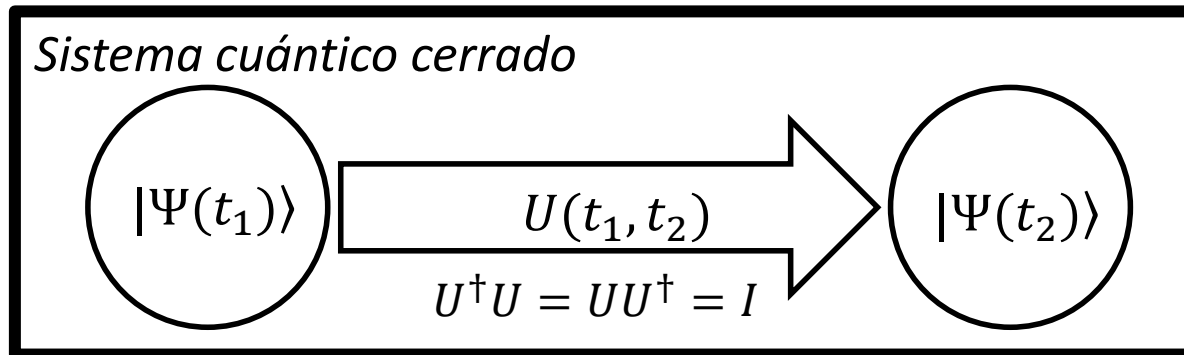 Sistema cuántico cerrado
|Ψ(t₁)⟩
U(t₁, t₂)
|Ψ(t₂)⟩
U†U = UU† = I